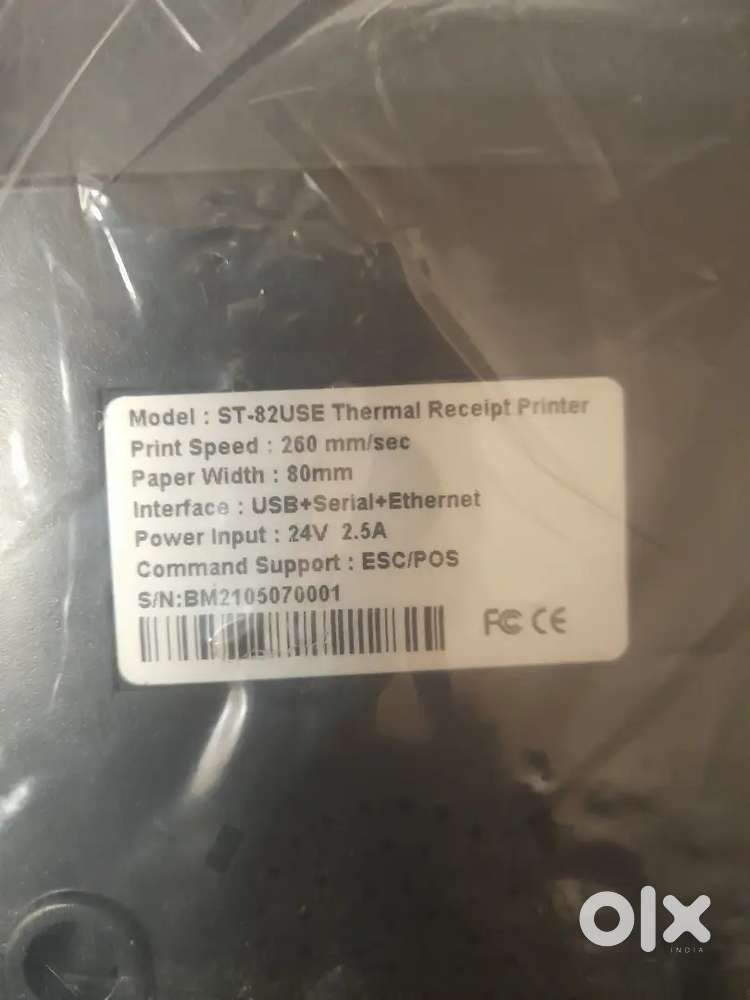 Model : ST-82USE Thermal Receipt Printer
Print Speed : 260 mm/sec
Paper Width : 80mm
Interface : USB+Serial+Ethernet
Power Input : 24V 2.5A
Command Support : ESC/POS
S/N:BM2105070001
FC CE
olx
INDIA